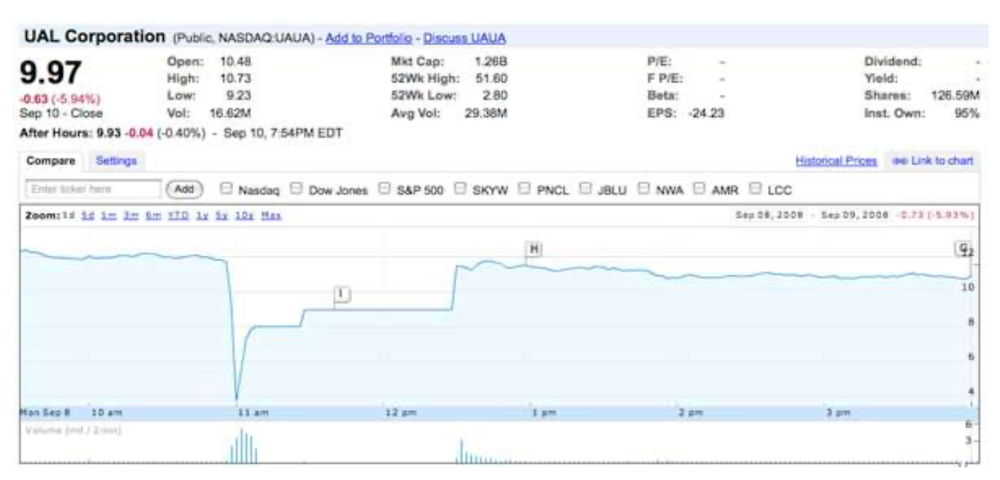 UAL Corporation (Public, NASDAQ:UAUA) - Add to Portfolio - Discuss UAUA
9.97
-0.63 (-5.94%)
Sep 10 - Close
Open: 10.48
High: 10.73
Low: 9.23
Vol: 16.62M
Mkt Cap: 1.26B
52Wk High: 51.60
52Wk Low: 2.80
Avg Vol: 29.38M
P/E: -
F P/E: -
Beta: -
EPS: -24.23
Dividend: -
Yield: -
Shares: 126.59M
Inst. Own: 95%
After Hours: 9.93 -0.04 (-0.40%) - Sep 10, 7:54PM EDT
Compare Settings Historical Prices Link to chart
Enter ticker here Add Nasdaq Dow Jones S&P 500 SKYW PNCL JBLU NWA AMR LCC
Zoom: 1d 5d 1m 3m 6m YTD 1y 5y 10y Max Sep 08, 2008 - Sep 09, 2008 -0.73 (-5.93%)
H
G
12
I
10
8
6
4
Mon Sep 8 10 am 11 am 12 pm 1 pm 2 pm 3 pm
Volume (mil / 2min)
6
3